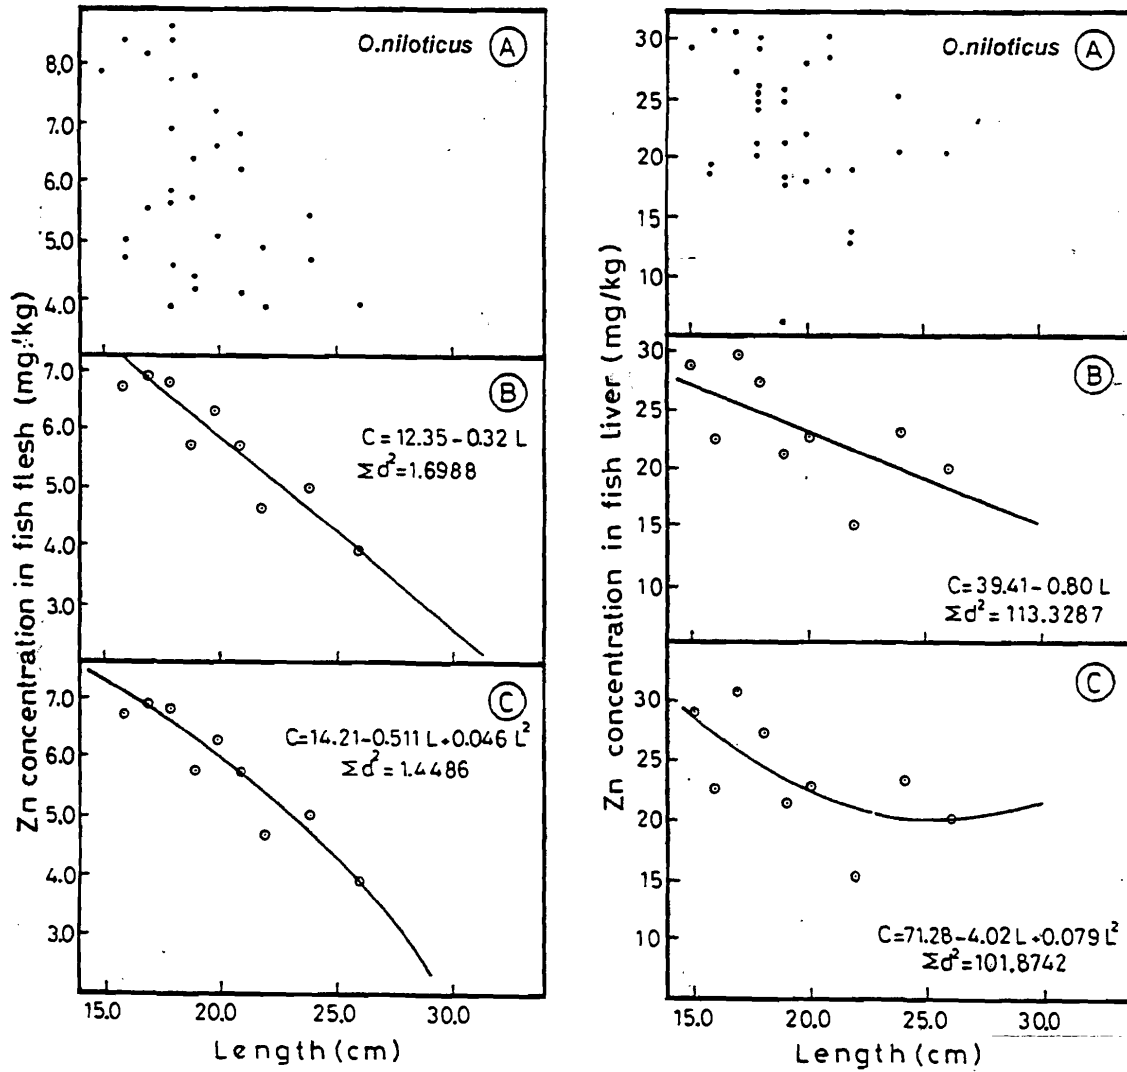 O.niloticus A
8,0
7.0
6.0
5.0
4.0
7.0
6.0
5.0
4.0
3.0
B
C = 12.35-0.32 L
Σd²=1.6988
7.0
6.0
5.0
4.0
3.0
C
C=14.21-0.511 L+0.046 L²
Σd²=1.4486
15.0 20.0 25.0 30.0
Length (cm)
Zn concentration in fish flesh (mg/kg)
O.niloticus A
30
25
20
15
10
30
25
20
15
10
B
C=39.41-0.80 L
Σd²=113.3287
30
25
20
15
10
C
C=71.28-4.02 L+0.079 L²
Σd²=101.8742
15.0 20.0 25.0 30.0
Length (cm)
Zn concentration in fish liver (mg/kg)